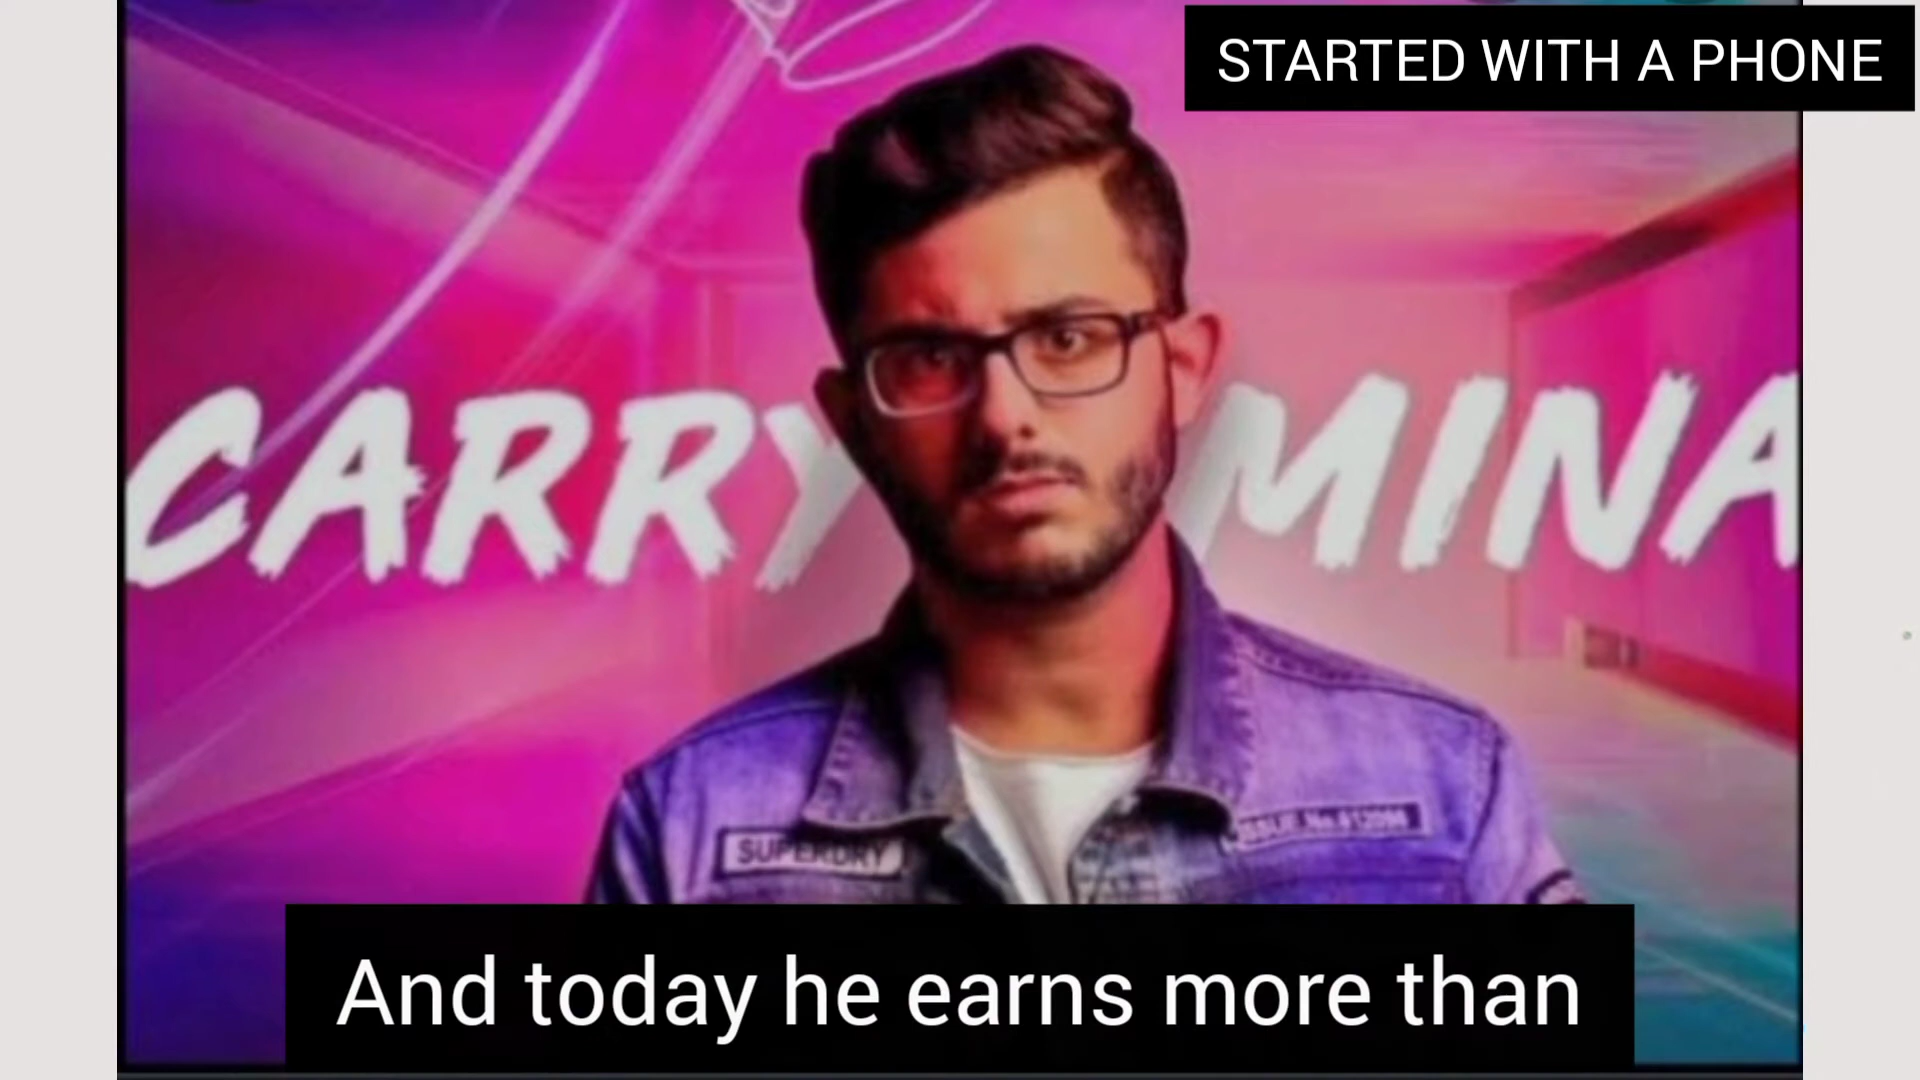 STARTED WITH A PHONE
CARRY MINA
SUPERDRY
And today he earns more than